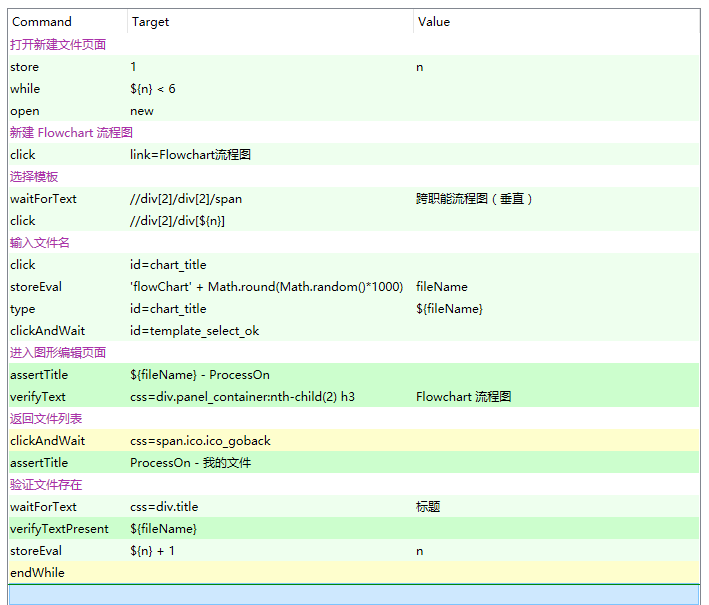 Command Target Value
打开新建文件页面
store 1 n
while ${n} < 6
open new
新建 Flowchart 流程图
click link=Flowchart流程图
选择模板
waitForText //div[2]/div[2]/span 跨职能流程图（垂直）
click //div[2]/div[${n}]
输入文件名
click id=chart_title
storeEval 'flowChart' + Math.round(Math.random()*1000) fileName
type id=chart_title ${fileName}
clickAndWait id=template_select_ok
进入图形编辑页面
assertTitle ${fileName} - ProcessOn
verifyText css=div.panel_container:nth-child(2) h3 Flowchart 流程图
返回文件列表
clickAndWait css=span.ico.ico_goback
assertTitle ProcessOn - 我的文件
验证文件存在
waitForText css=div.title 标题
verifyTextPresent ${fileName}
storeEval ${n} + 1 n
endWhile